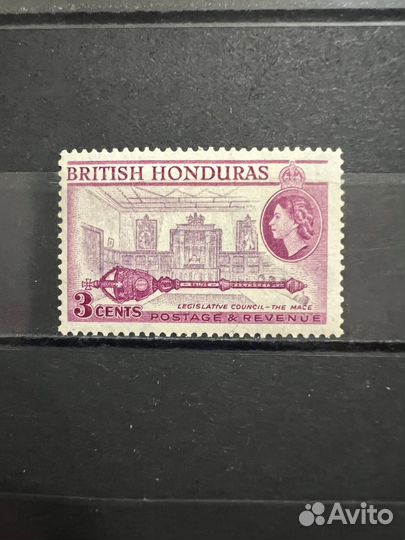 BRITISH HONDURAS
3 CENTS
LEGISLATIVE COUNCIL - THE MACE
POSTAGE & REVENUE
Avito